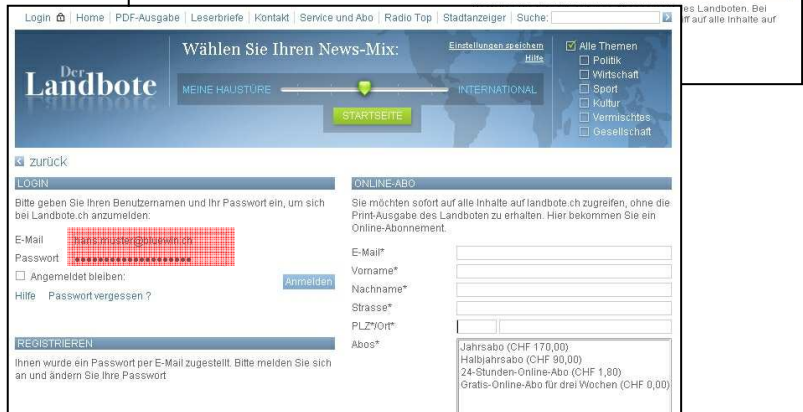 es Landboten. Bei
ff auf alle Inhalte auf
Login Home PDF-Ausgabe Leserbriefe Kontakt Service und Abo Radio Top Stadtanzeiger Suche:
Der
Landbote
Wählen Sie Ihren News-Mix:
Einstellungen speichern
Hilfe
MEINE HAUSTÜRE
INTERNATIONAL
STARTSEITE
Alle Themen
Politik
Wirtschaft
Sport
Kultur
Vermischtes
Gesellschaft
zurück
LOGIN
Bitte geben Sie Ihren Benutzernamen und Ihr Passwort ein, um sich
bei Landbote.ch anzumelden:
E-Mail hans.muster@bluewin.ch
Passwort
Angemeldet bleiben:
Anmelden
Hilfe Passwort vergessen ?
REGISTRIEREN
Ihnen wurde ein Passwort per E-Mail zugestellt. Bitte melden Sie sich
an und ändern Sie Ihre Passwort
ONLINE-ABO
Sie möchten sofort auf alle Inhalte auf landbote.ch zugreifen, ohne die
Print-Ausgabe des Landboten zu erhalten. Hier bekommen Sie ein
Online-Abonnement.
E-Mail*
Vorname*
Nachname*
Strasse*
PLZ*/Ort*
Abos*
Jahrsabo (CHF 170,00)
Halbjahrsabo (CHF 90,00)
24-Stunden-Online-Abo (CHF 1,80)
Gratis-Online-Abo für drei Wochen (CHF 0,00)